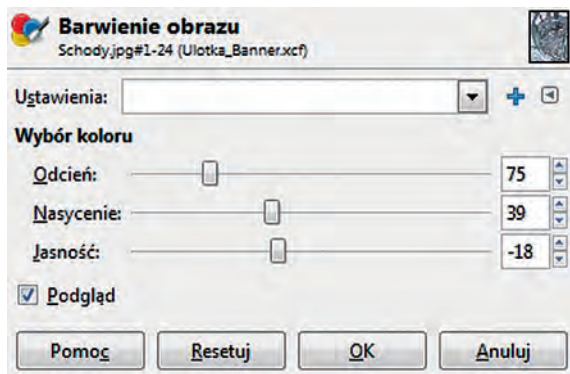 Barwienie obrazu
Schody.jpg#1-24 (Ulotka_Banner.xcf)
Ustawienia:
Wybór koloru
Odcień: 75
Nasycenie: 39
Jasność: -18
Podgląd
Pomoc Resetuj OK Anuluj